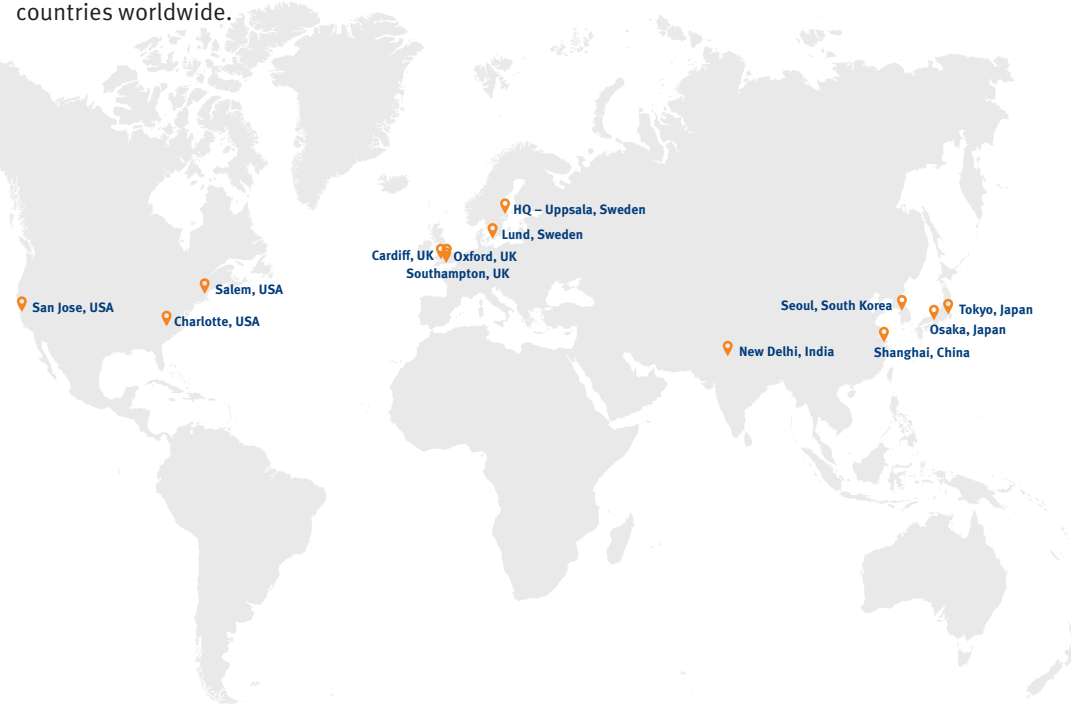 countries worldwide.
HQ – Uppsala, Sweden
Lund, Sweden
Cardiff, UK
Oxford, UK
Southampton, UK
Salem, USA
San Jose, USA
Charlotte, USA
Seoul, South Korea
Tokyo, Japan
Osaka, Japan
New Delhi, India
Shanghai, China